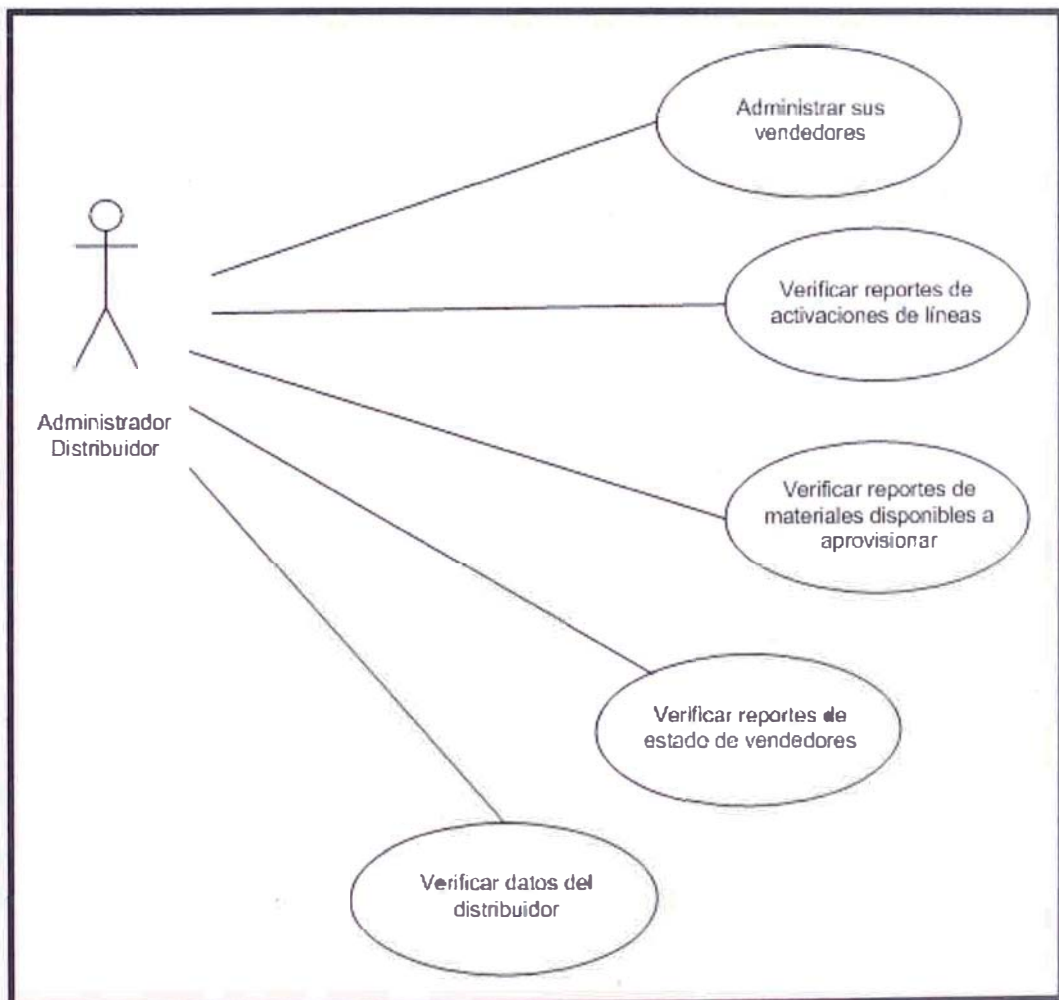 Administrar sus
vendedores
Verificar reportes de
activaciones de líneas
Administrador
Distribuidor
Verificar reportes de
materiales disponibles a
aprovisionar
Verificar reportes de
estado de vendedores
Verificar datos del
distribuidor